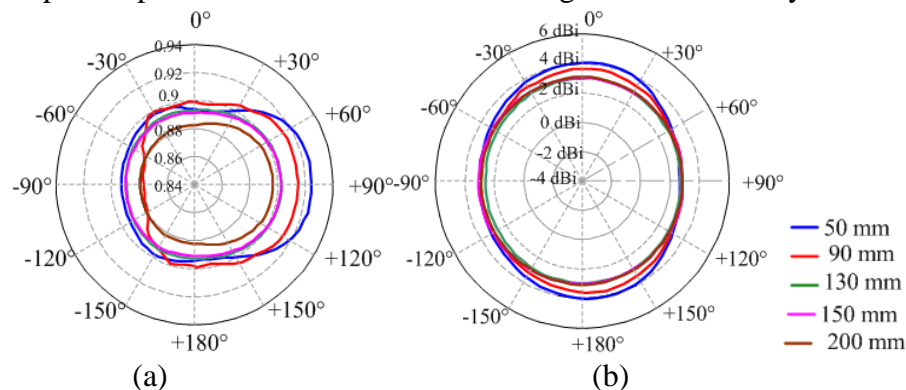 0°
0.94
0.92
0.9
0.88
0.86
0.84
+30°
+60°
+90°
+120°
+150°
+180°
-150°
-120°
-90°
-60°
-30°
(a)
0°
6 dBi
4 dBi
2 dBi
0 dBi
-2 dBi
-4 dBi
+30°
+60°
+90°
+120°
+150°
+180°
-150°
-120°
-90°
-60°
-30°
(b)
50 mm
90 mm
130 mm
150 mm
200 mm